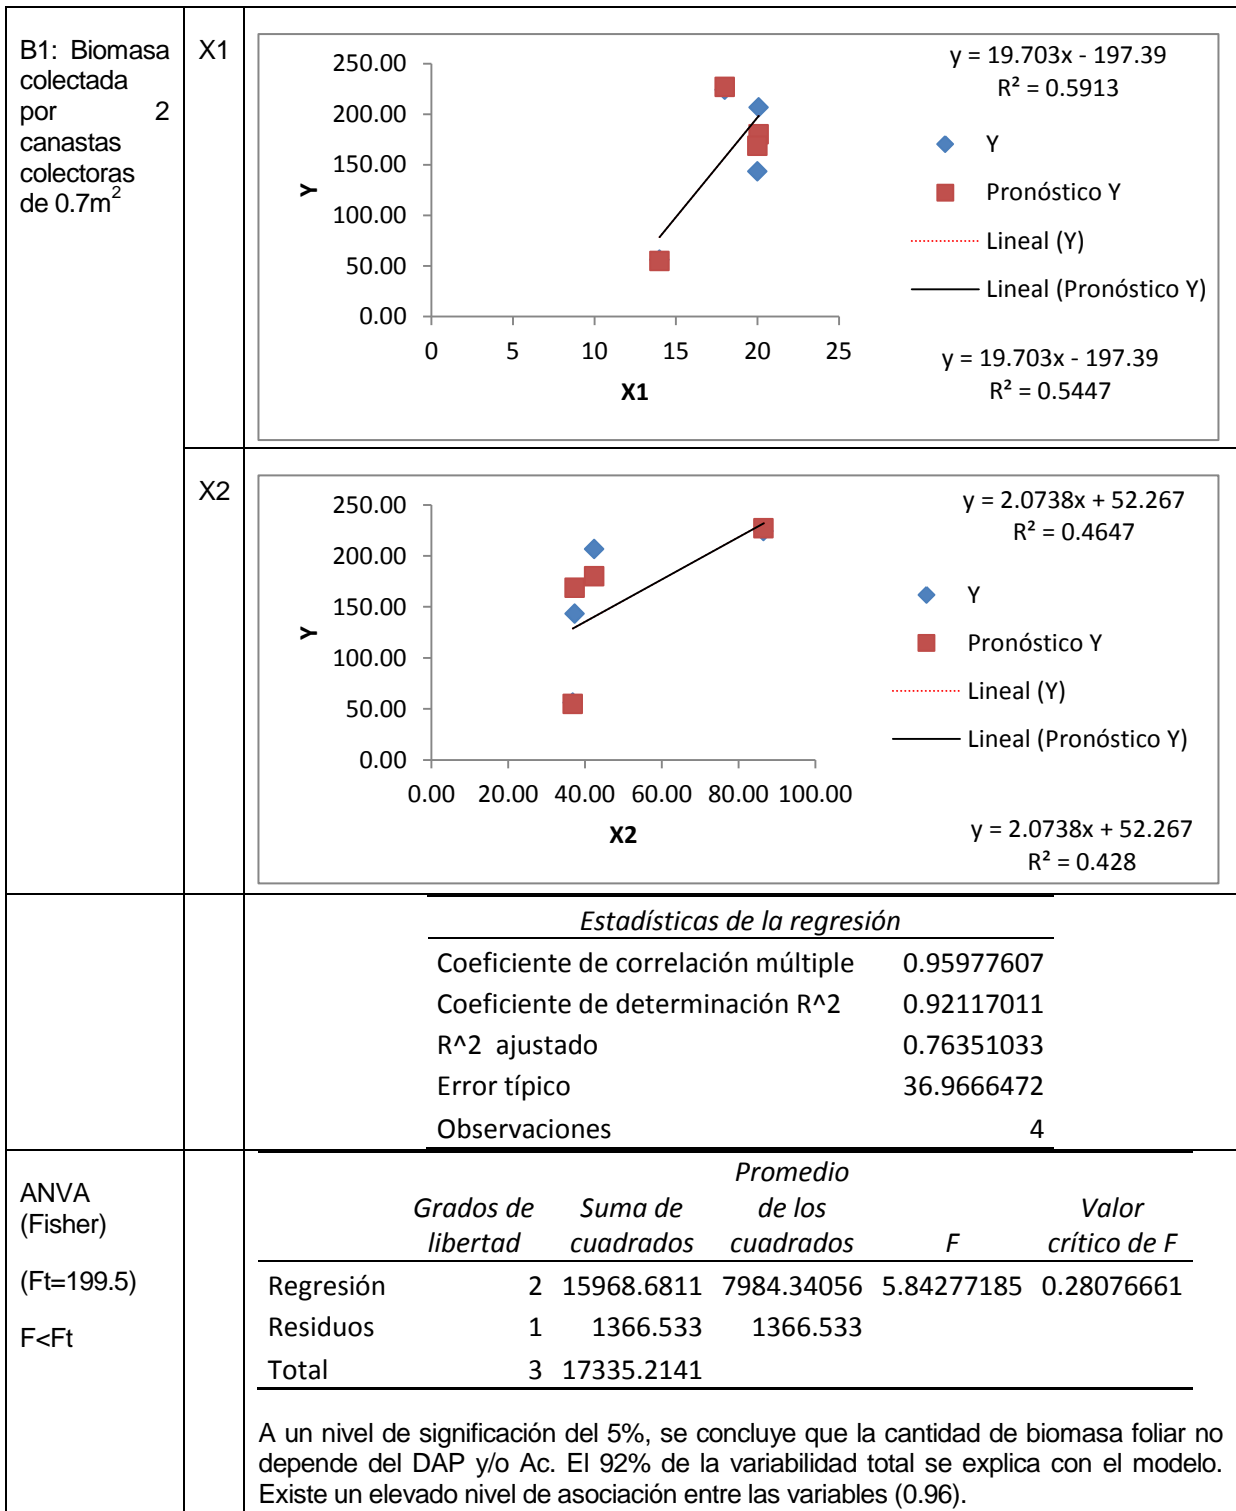 B1: Biomasa
colectada
por 2
canastas
colectoras
de 0.7m²
X1
250.00
200.00
150.00
100.00
50.00
0.00
Y
0 5 10 15 20 25
X1
y = 19.703x - 197.39
R² = 0.5913
Y
Pronóstico Y
Lineal (Y)
Lineal (Pronóstico Y)
y = 19.703x - 197.39
R² = 0.5447
X2
250.00
200.00
150.00
100.00
50.00
0.00
Y
0.00 20.00 40.00 60.00 80.00 100.00
X2
y = 2.0738x + 52.267
R² = 0.4647
Y
Pronóstico Y
Lineal (Y)
Lineal (Pronóstico Y)
y = 2.0738x + 52.267
R² = 0.428
Estadísticas de la regresión
Coeficiente de correlación múltiple 0.95977607
Coeficiente de determinación R^2 0.92117011
R^2 ajustado 0.76351033
Error típico 36.9666472
Observaciones 4
ANVA
(Fisher)
(Ft=199.5)
F<Ft
Promedio
Grados de Suma de de los Valor
libertad cuadrados cuadrados F crítico de F
Regresión 2 15968.6811 7984.34056 5.84277185 0.28076661
Residuos 1 1366.533 1366.533
Total 3 17335.2141
A un nivel de significación del 5%, se concluye que la cantidad de biomasa foliar no
depende del DAP y/o Ac. El 92% de la variabilidad total se explica con el modelo.
Existe un elevado nivel de asociación entre las variables (0.96).